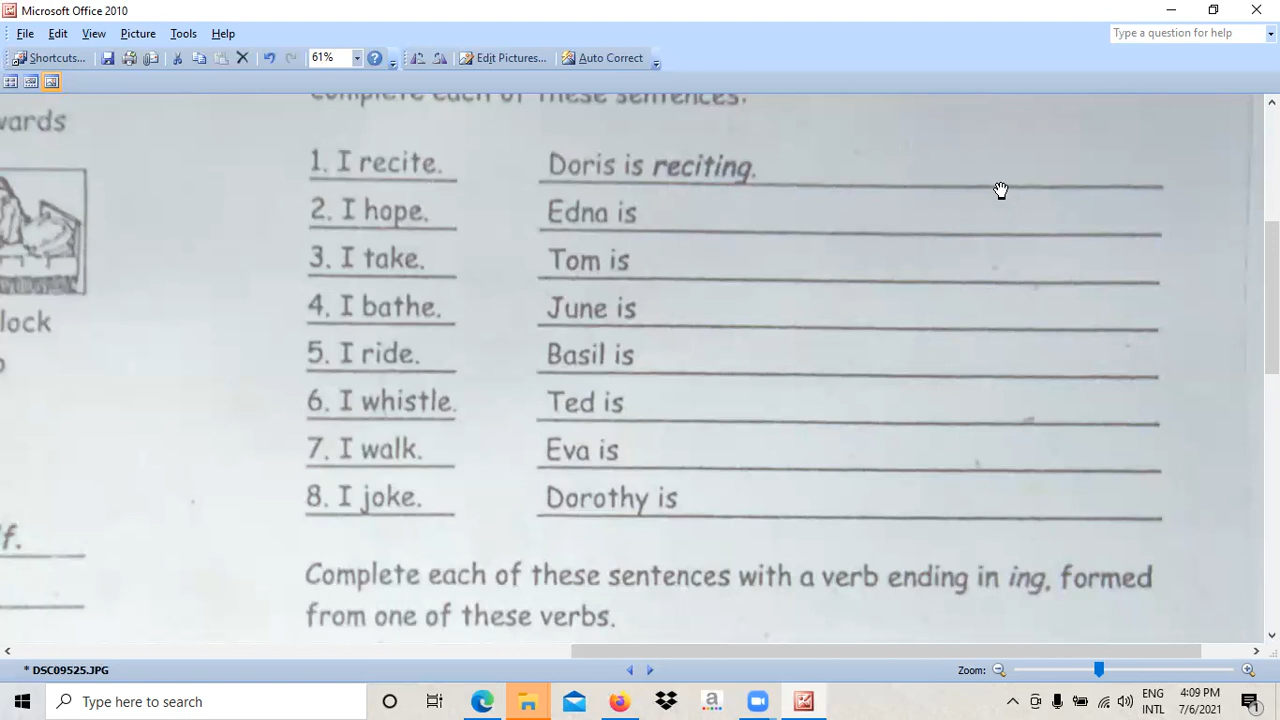 Microsoft Office 2010
File Edit View Picture Tools Help
Type a question for help
Shortcuts... 61% Edit Pictures... Auto Correct
Complete each of these sentences.
wards
1. I recite. Doris is reciting.
2. I hope. Edna is
3. I take. Tom is
4. I bathe. June is
lock
5. I ride. Basil is
6. I whistle. Ted is
7. I walk. Eva is
8. I joke. Dorothy is
f.
Complete each of these sentences with a verb ending in ing, formed
from one of these verbs.
* DSC09525.JPG
Zoom:
Type here to search
ENG
INTL
4:09 PM
7/6/2021
1